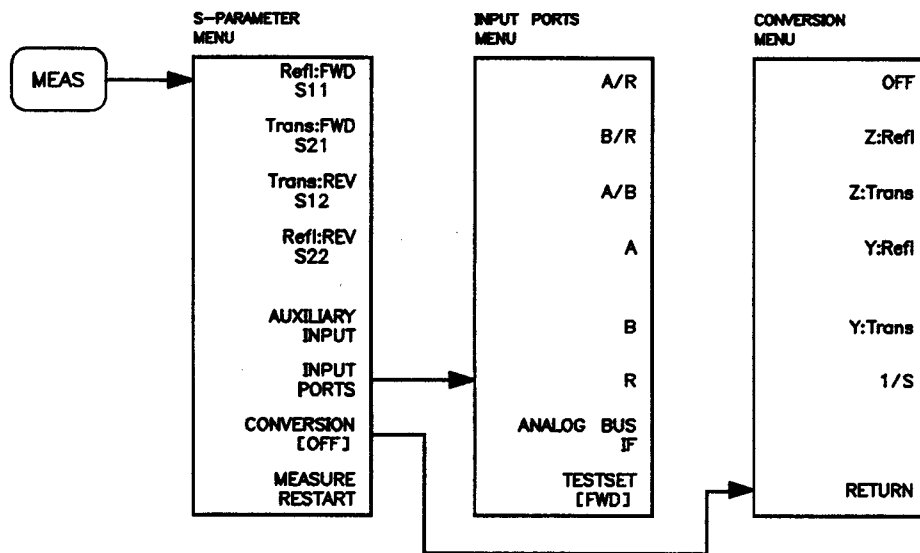 MEAS
S-PARAMETER
MENU
Refl:FWD
S11
Trans:FWD
S21
Trans:REV
S12
Refl:REV
S22
AUXILIARY
INPUT
INPUT
PORTS
CONVERSION
[OFF]
MEASURE
RESTART
INPUT PORTS
MENU
A/R
B/R
A/B
A
B
R
ANALOG BUS
IF
TESTSET
[FWD]
CONVERSION
MENU
OFF
Z:Refl
Z:Trans
Y:Refl
Y:Trans
1/S
RETURN